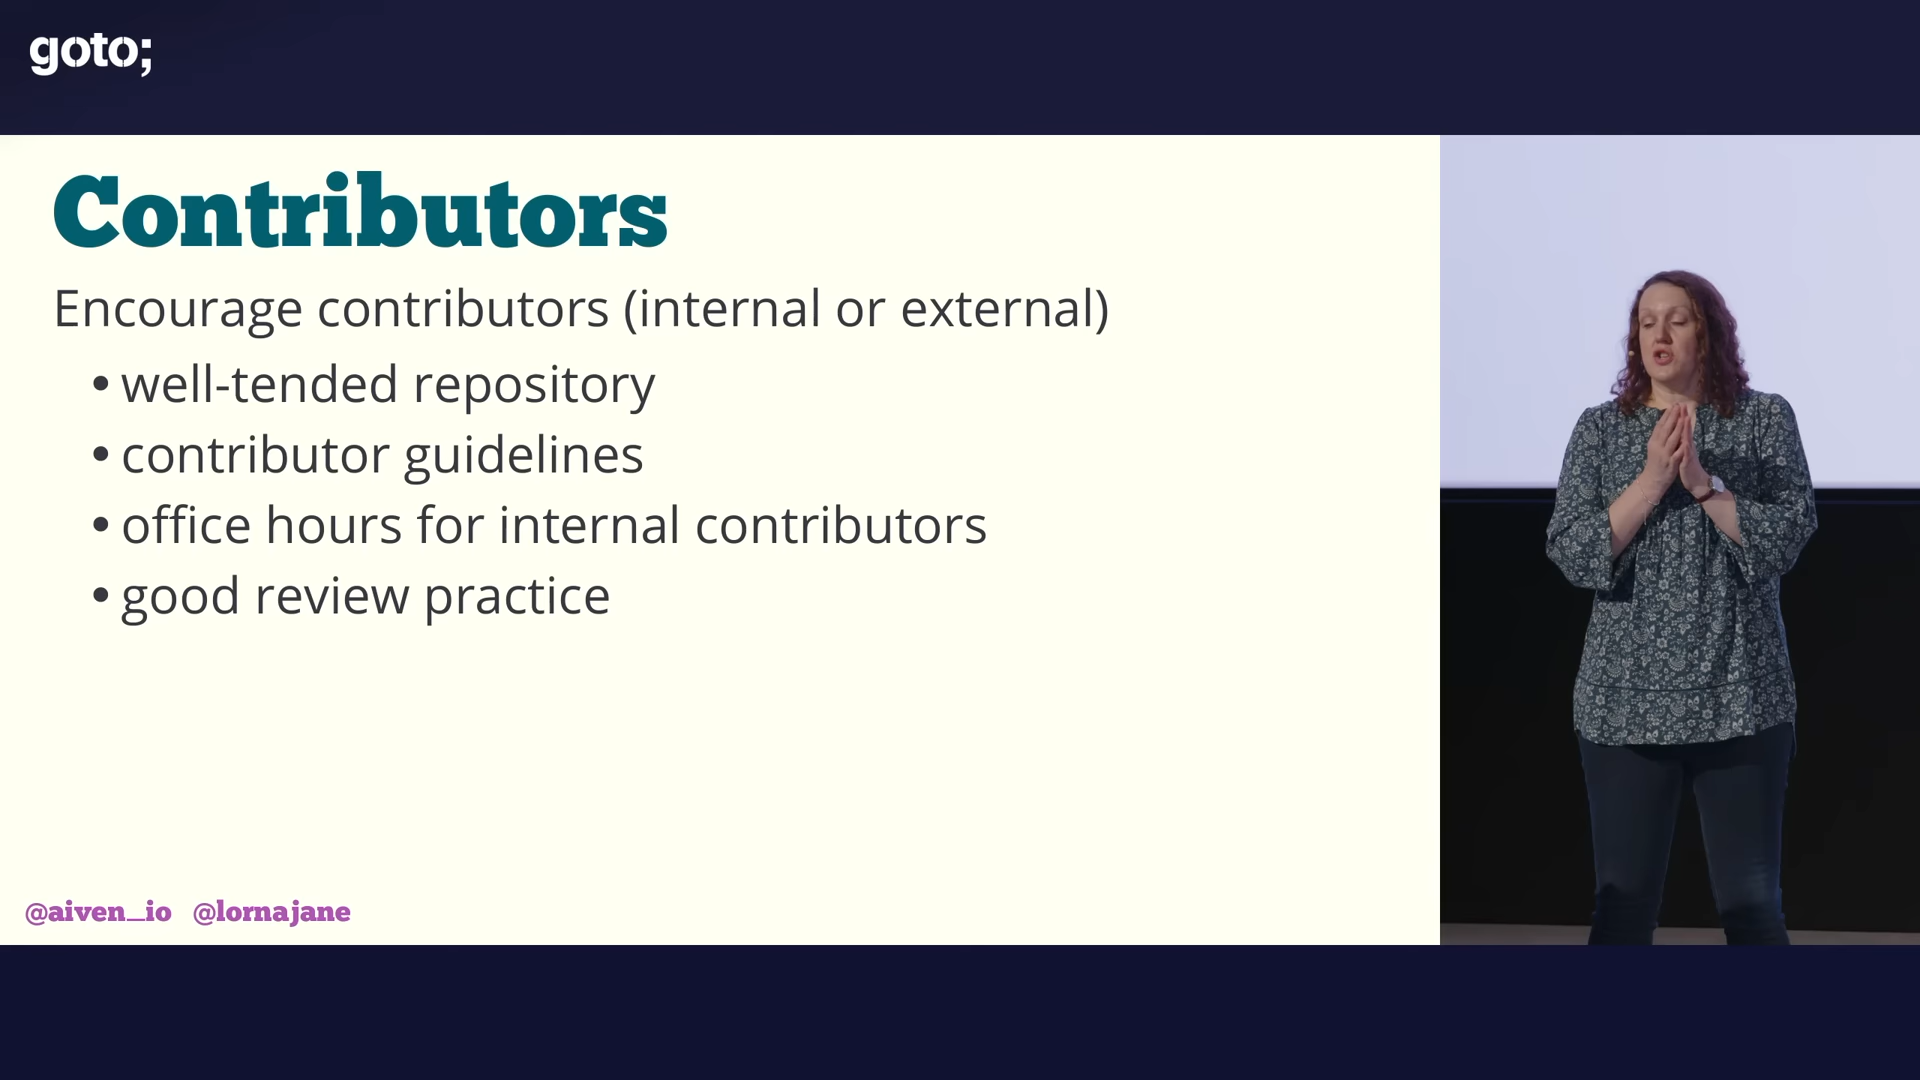 goto;
Contributors
Encourage contributors (internal or external)
• well-tended repository
• contributor guidelines
• office hours for internal contributors
• good review practice
@aiven_io @lornajane